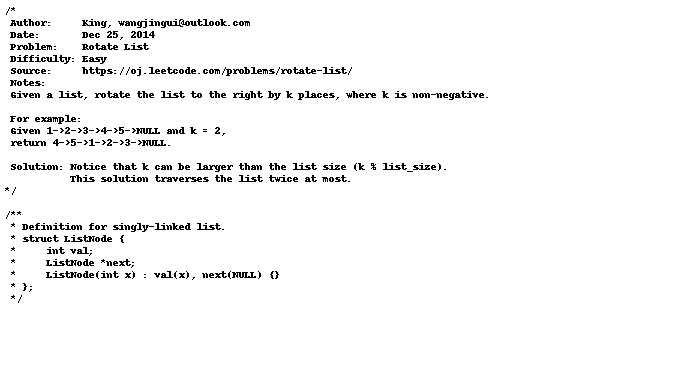 /*
 Author:     King, wangjingui@outlook.com
 Date:       Dec 25, 2014
 Problem:    Rotate List
 Difficulty: Easy
 Source:     https://oj.leetcode.com/problems/rotate-list/
 Notes:
 Given a list, rotate the list to the right by k places, where k is non-negative.

 For example:
 Given 1->2->3->4->5->NULL and k = 2,
 return 4->5->1->2->3->NULL.

 Solution: Notice that k can be larger than the list size (k % list_size).
           This solution traverses the list twice at most.
*/

/**
 * Definition for singly-linked list.
 * struct ListNode {
 *     int val;
 *     ListNode *next;
 *     ListNode(int x) : val(x), next(NULL) {}
 * };
 */